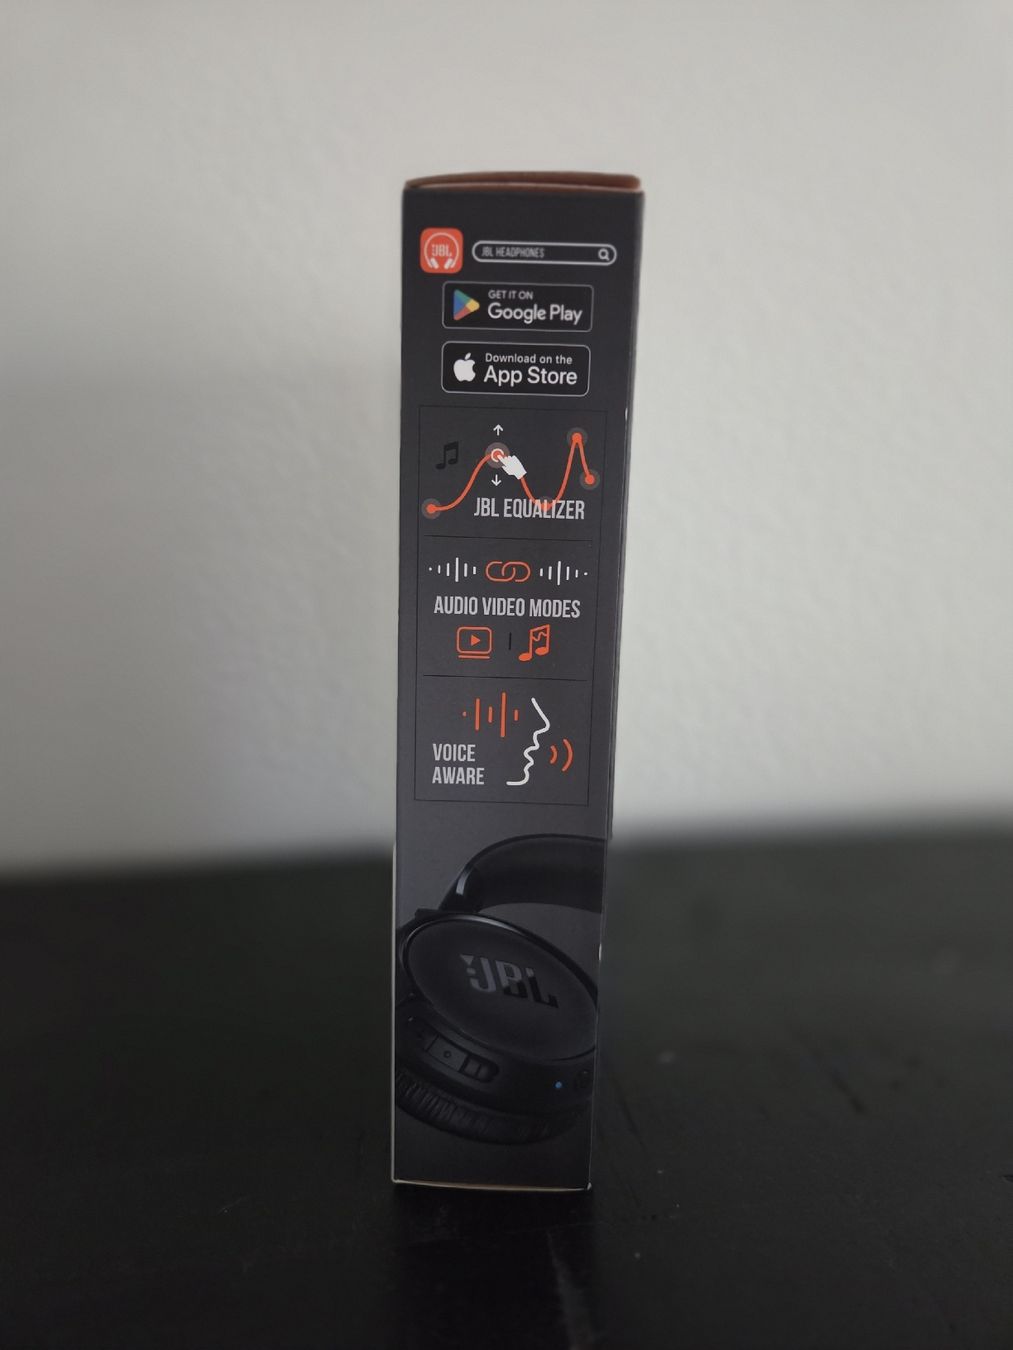 JBL
JBL HEADPHONES
GET IT ON
Google Play
Download on the
App Store
JBL EQUALIZER
AUDIO VIDEO MODES
VOICE
AWARE
JBL